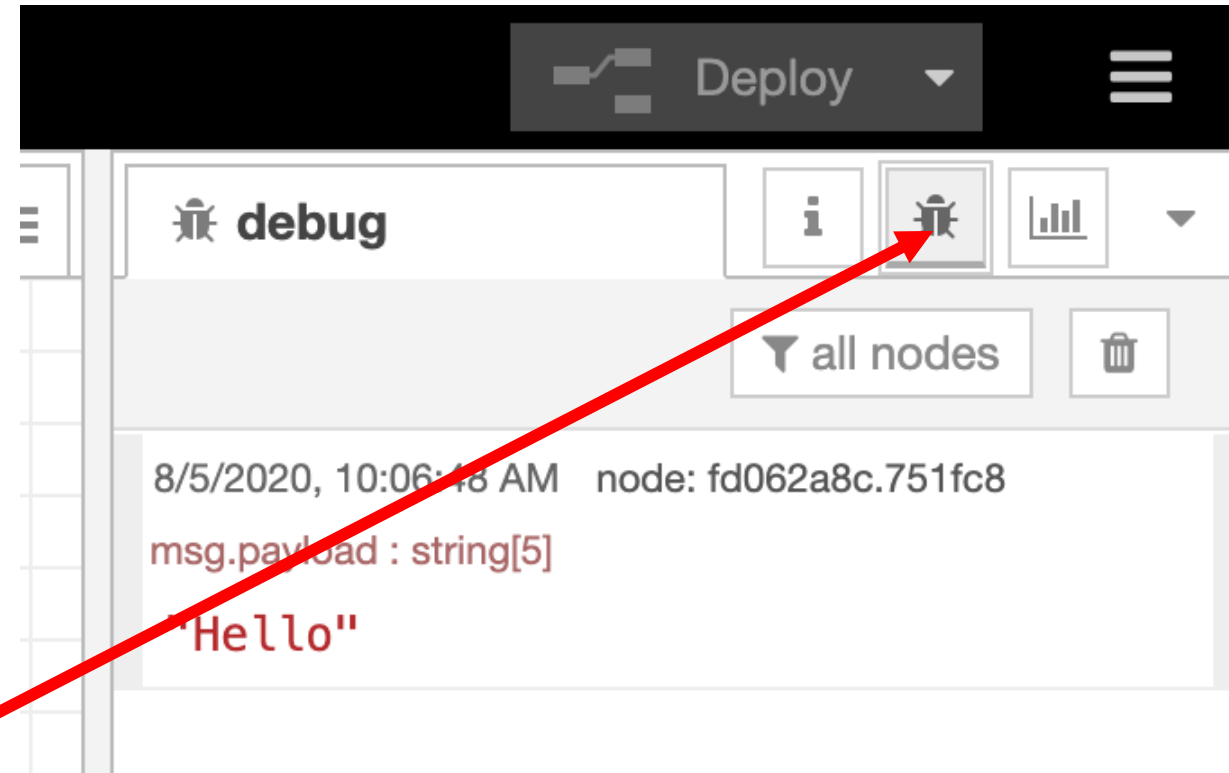 Deploy
debug
i
all nodes
8/5/2020, 10:06:48 AM node: fd062a8c.751fc8
msg.payload : string[5]
"Hello"